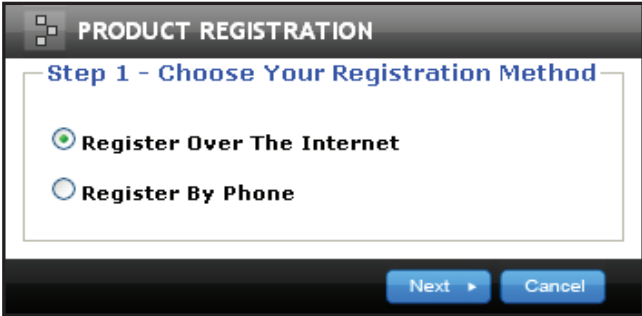 PRODUCT REGISTRATION
Step 1 - Choose Your Registration Method
Register Over The Internet
Register By Phone
Next
Cancel